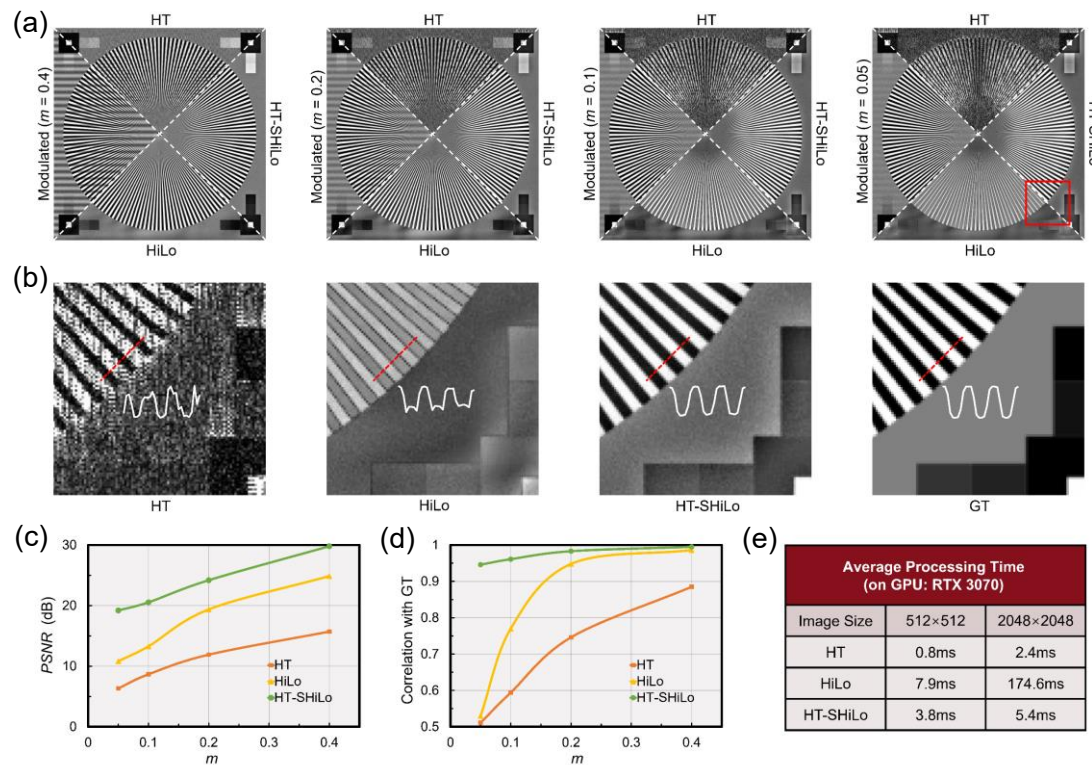 (a)
HT HT HT HT
Modulated (m = 0.4) HT-SHiLo Modulated (m = 0.2) HT-SHiLo Modulated (m = 0.1) HT-SHiLo Modulated (m = 0.05)
HiLo HiLo HiLo HiLo
(b)
HT HiLo HT-SHiLo GT
(c)
30
20
10
0
PSNR (dB)
HT
HiLo
HT-SHiLo
0 0.1 0.2 0.3 0.4
m
(d)
1
0.9
0.8
0.7
0.6
0.5
Correlation with GT
HT
HiLo
HT-SHiLo
0 0.1 0.2 0.3 0.4
m
(e)
Average Processing Time
(on GPU: RTX 3070)
Image Size 512×512 2048×2048
HT 0.8ms 2.4ms
HiLo 7.9ms 174.6ms
HT-SHiLo 3.8ms 5.4ms